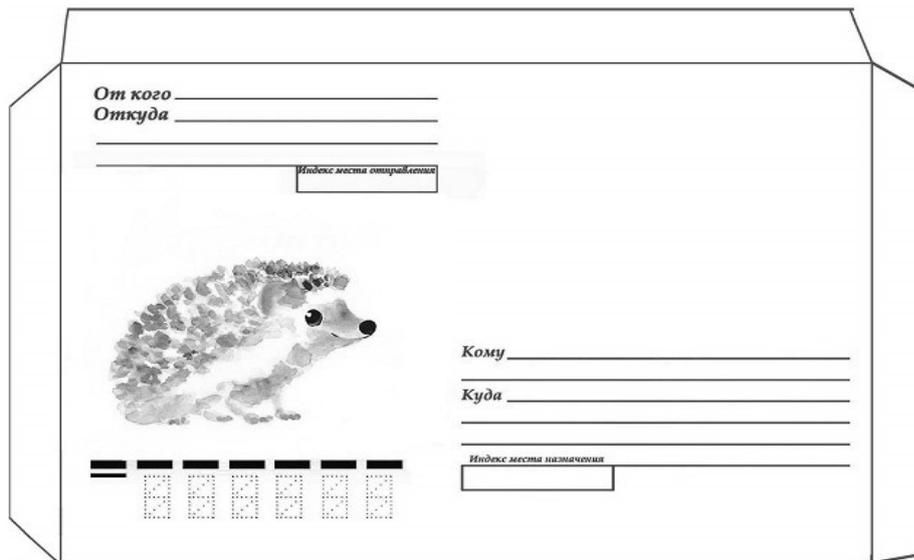 От кого
Откуда
Индекс места отправления
Кому
Куда
Индекс места назначения